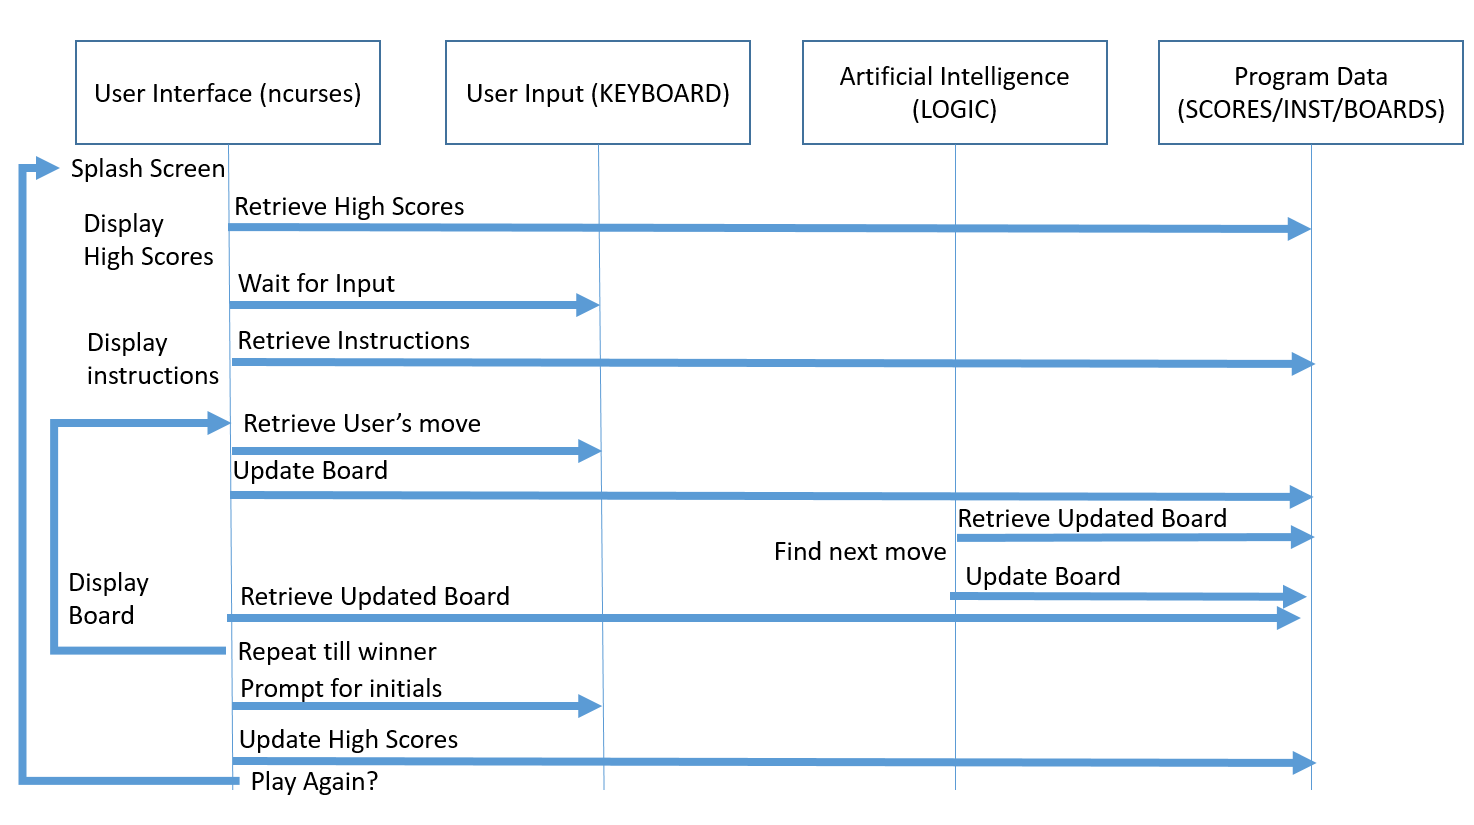 User Interface (ncurses)
User Input (KEYBOARD)
Artificial Intelligence
(LOGIC)
Program Data
(SCORES/INST/BOARDS)
Splash Screen
Retrieve High Scores
Display
High Scores
Wait for Input
Retrieve Instructions
Display
instructions
Retrieve User’s move
Update Board
Retrieve Updated Board
Find next move
Update Board
Display
Board
Retrieve Updated Board
Repeat till winner
Prompt for initials
Update High Scores
Play Again?